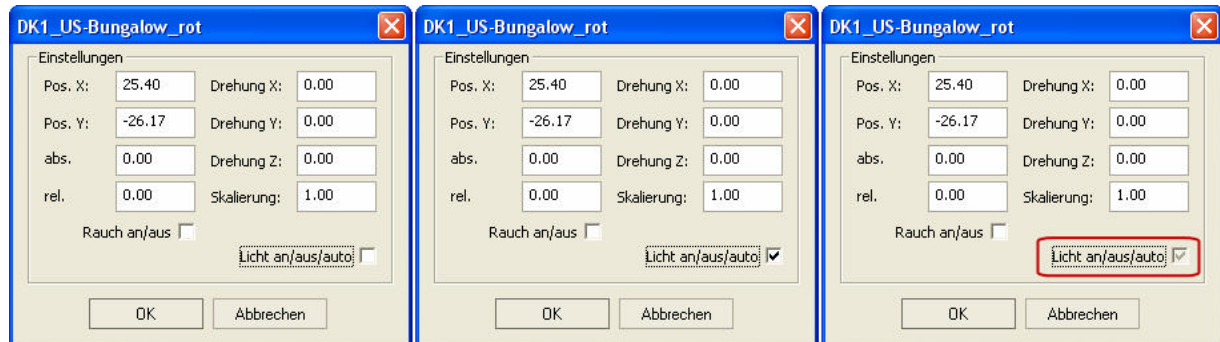 DK1_US-Bungalow_rot
Einstellungen
Pos. X: 25.40 Drehung X: 0.00
Pos. Y: -26.17 Drehung Y: 0.00
abs. 0.00 Drehung Z: 0.00
rel. 0.00 Skalierung: 1.00
Rauch an/aus
Licht an/aus/auto
OK Abbrechen
DK1_US-Bungalow_rot
Einstellungen
Pos. X: 25.40 Drehung X: 0.00
Pos. Y: -26.17 Drehung Y: 0.00
abs. 0.00 Drehung Z: 0.00
rel. 0.00 Skalierung: 1.00
Rauch an/aus
Licht an/aus/auto
OK Abbrechen
DK1_US-Bungalow_rot
Einstellungen
Pos. X: 25.40 Drehung X: 0.00
Pos. Y: -26.17 Drehung Y: 0.00
abs. 0.00 Drehung Z: 0.00
rel. 0.00 Skalierung: 1.00
Rauch an/aus
Licht an/aus/auto
OK Abbrechen